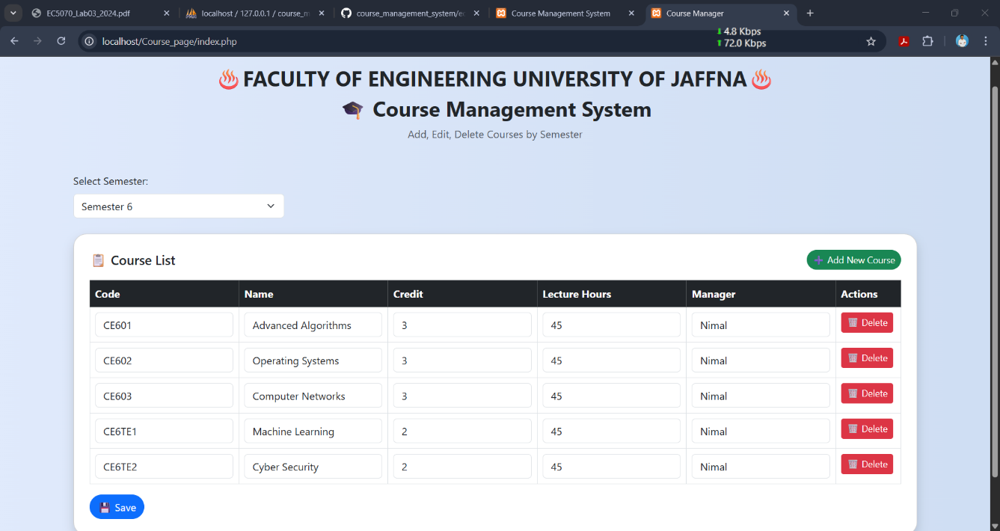 EC5070_Lab03_2024.pdf
localhost / 127.0.0.1 / course_m
course_management_system/e
Course Management System
Course Manager
localhost/Course_page/index.php
4.8 Kbps
72.0 Kbps
FACULTY OF ENGINEERING UNIVERSITY OF JAFFNA
Course Management System
Add, Edit, Delete Courses by Semester
Select Semester:
Semester 6
Course List
Add New Course
Code Name Credit Lecture Hours Manager Actions
CE601 Advanced Algorithms 3 45 Nimal Delete
CE602 Operating Systems 3 45 Nimal Delete
CE603 Computer Networks 3 45 Nimal Delete
CE6TE1 Machine Learning 2 45 Nimal Delete
CE6TE2 Cyber Security 2 45 Nimal Delete
Save